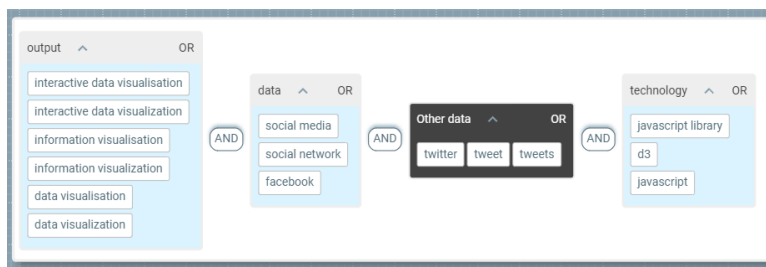 output OR
interactive data visualisation
interactive data visualization
information visualisation
information visualization
data visualisation
data visualization
AND
data OR
social media
social network
facebook
AND
Other data OR
twitter tweet tweets
AND
technology OR
javascript library
d3
javascript